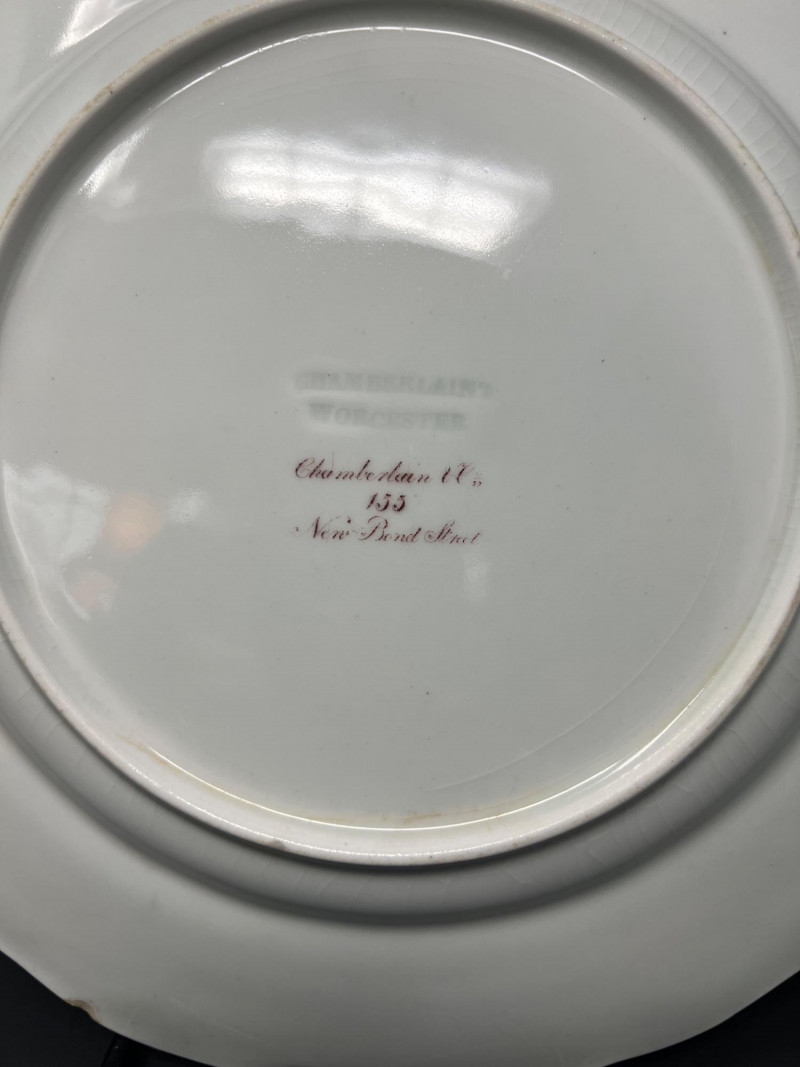 CHAMBERLAIN'S
WORCESTER
Chamberlain & Co,,
155
New Bond Street